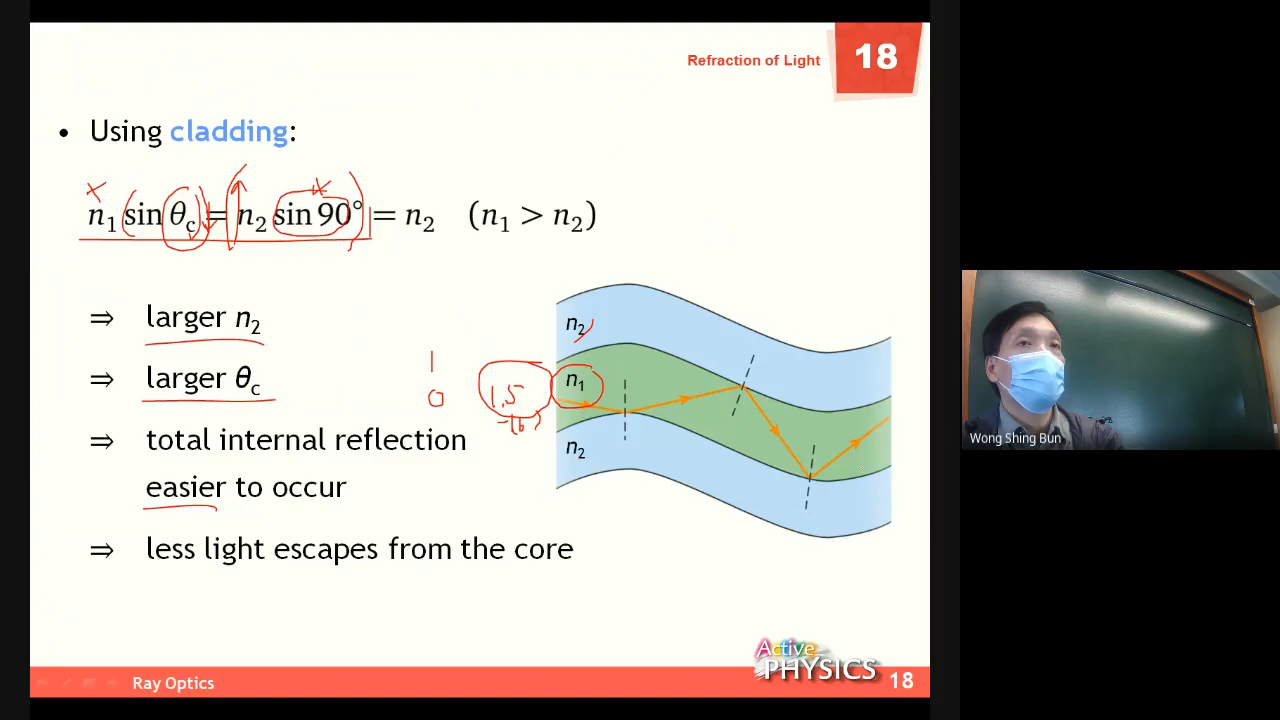 Refraction of Light
18
• Using cladding:
n₁ sin θc = n₂ sin 90° = n₂ (n₁ > n₂)
⇒ larger n₂
⇒ larger θc
⇒ total internal reflection
easier to occur
⇒ less light escapes from the core
n₂
n₁
n₂
1
0
1.5
Wong Shing Bun
Ray Optics
Active
PHYSICS
18